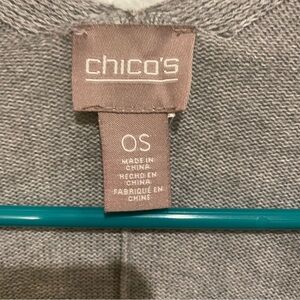 chico's
OS
MADE IN
CHINA
HECHO EN
CHINA
FABRIQUÉ EN
CHINE